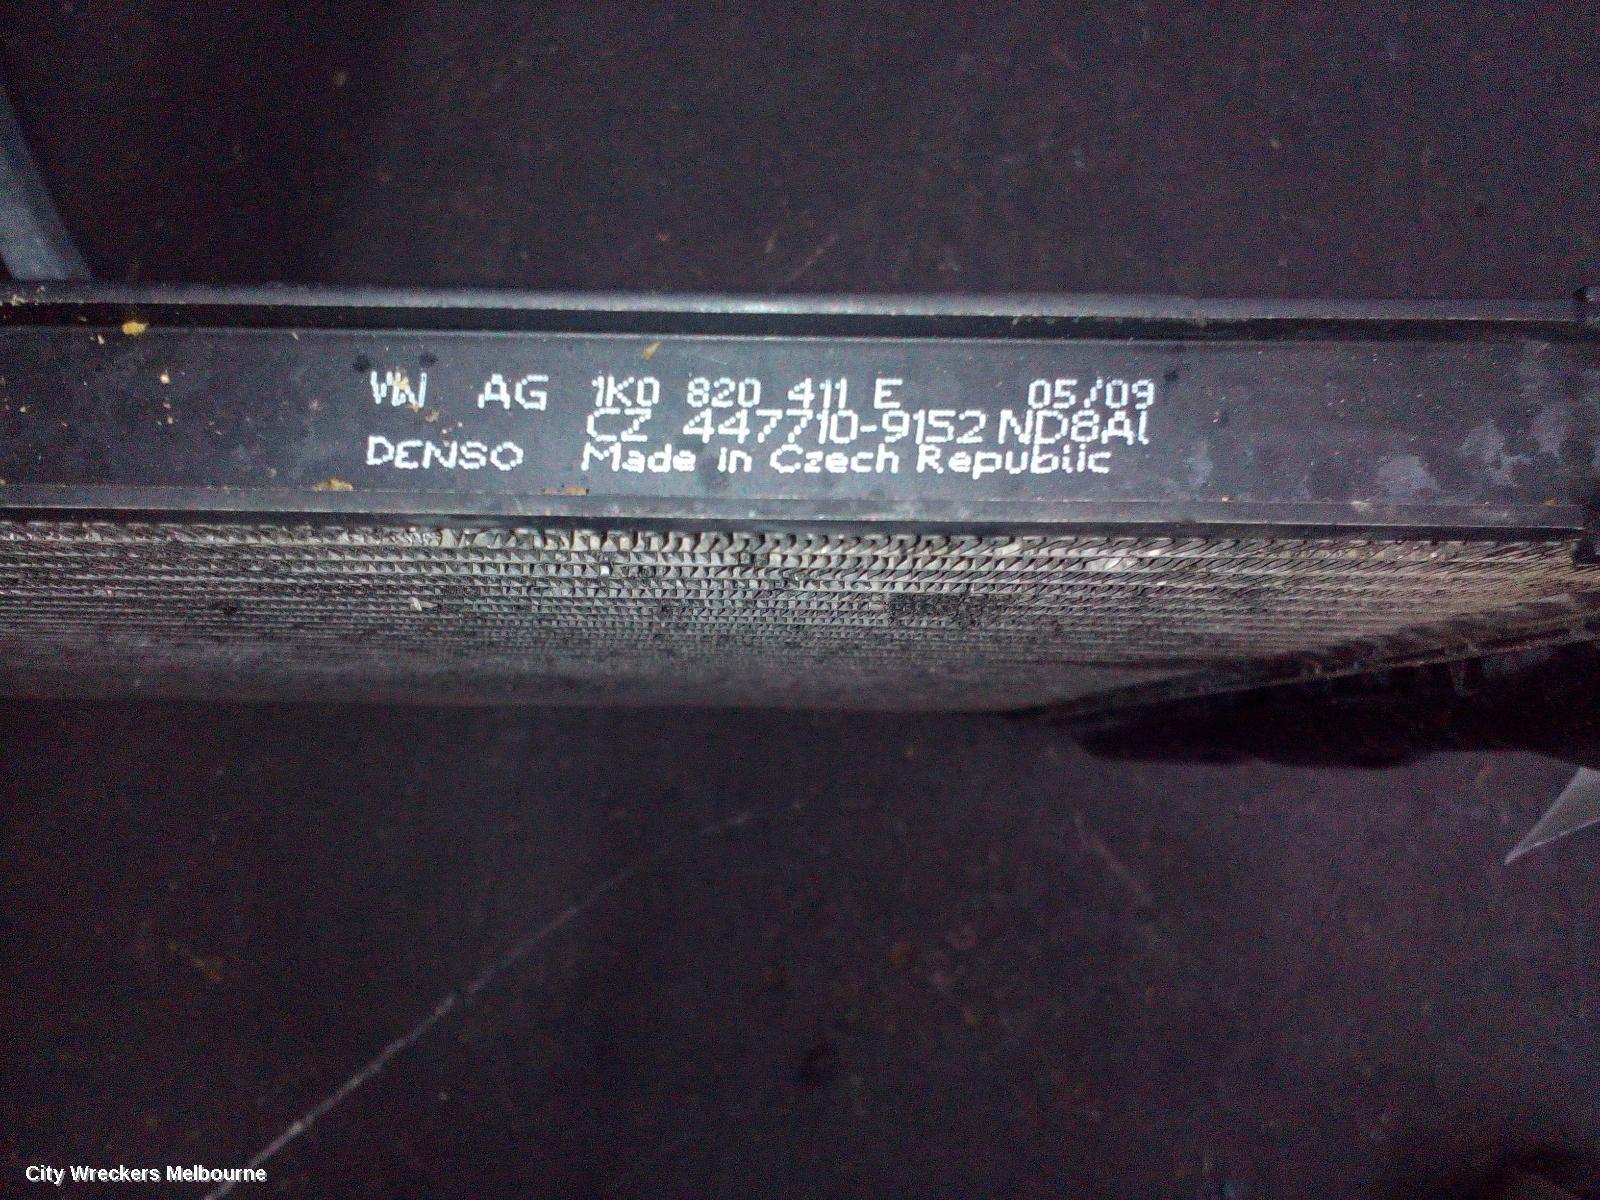 VW AG 1K0 820 411 E 05/09
CZ 447710-9152 ND8Al
DENSO Made in Czech Republic
City Wreckers Melbourne